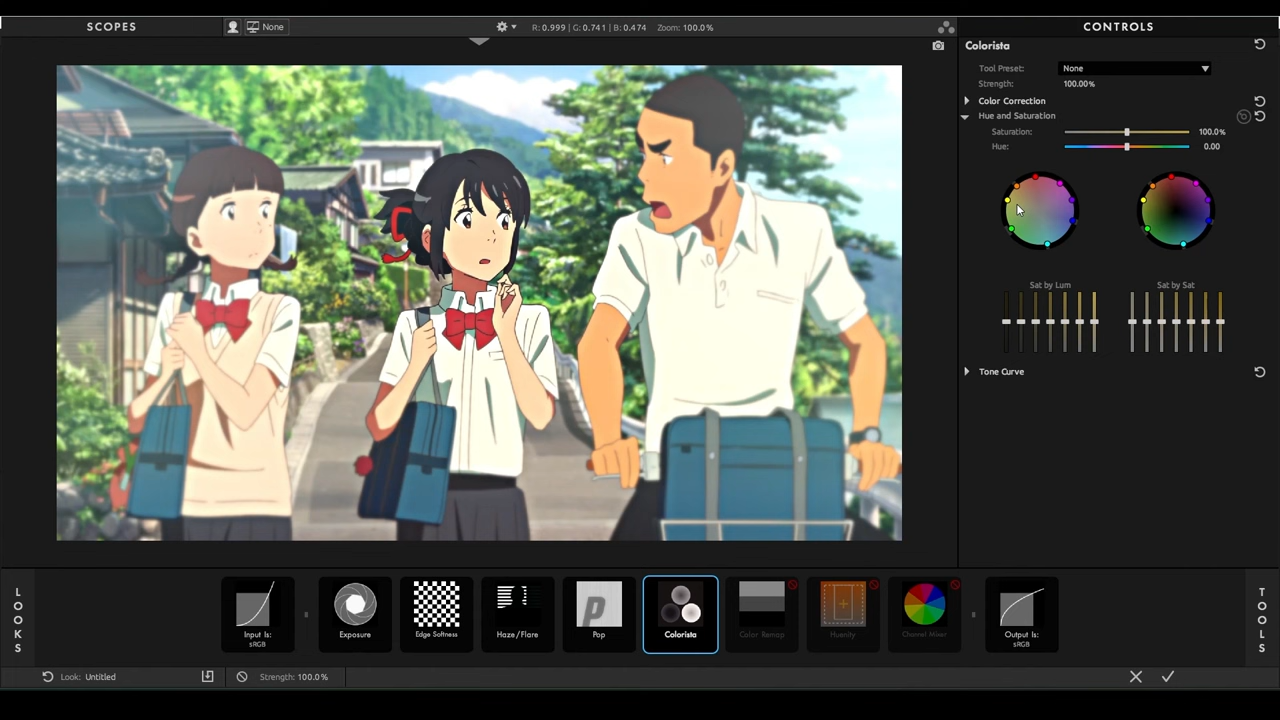 SCOPES
None
R: 0.999 | G: 0.741 | B: 0.474 Zoom: 100.0%
CONTROLS
Colorista
Tool Preset: None
Strength: 100.00%
Color Correction
Hue and Saturation
Saturation: 100.0%
Hue: 0.00
Sat by Lum Sat by Sat
Tone Curve
LOOKS
Input Is:
sRGB
Exposure
Edge Softness
Haze/Flare
P
Pop
Colorista
Color Remap
Huenity
Channel Mixer
Output Is:
sRGB
TOOLS
Look: Untitled
Strength: 100.0%